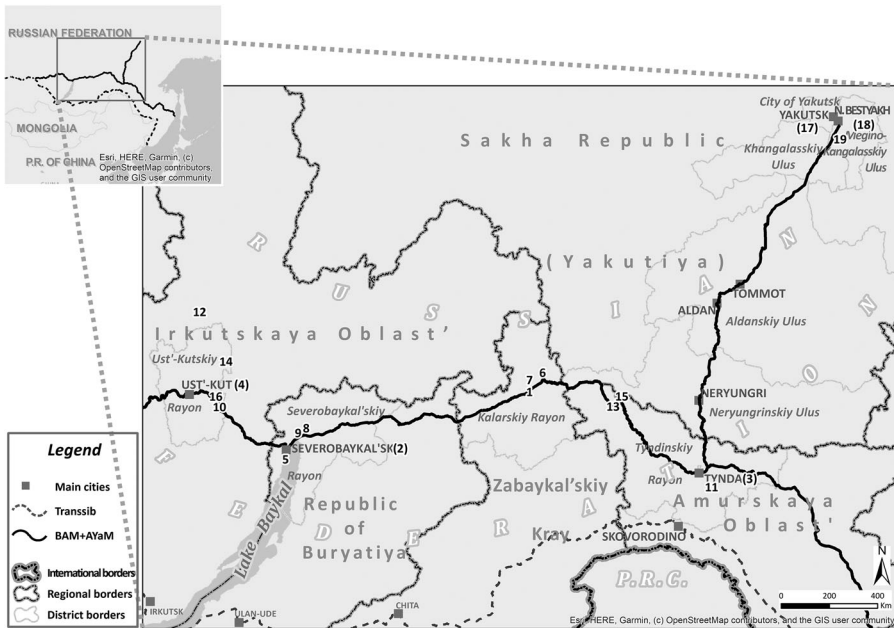 RUSSIAN FEDERATION
MONGOLIA
P.R. OF CHINA
Esri, HERE, Garmin, (c)
OpenStreetMap contributors,
and the GIS user community
City of Yakutsk
YAKUTSK
(17)
N.BESTYAKH
(18)
19
Megino-
Kangalasskiy
Ulus
Sakha Republic
Khangalasskiy
Ulus
(Yakutiya)
RUSSIAN
FEDERATION
TOMMOT
ALDAN
Aldanskiy Ulus
12
Irkutskaya Oblast'
Ust'-Kutskiy
14
UST'-KUT (4)
Rayon
16
10
7
6
1
15
13
NERYUNGRI
Neryungrinskiy Ulus
Severobaykal'skiy
Kalarskiy Rayon
9
8
SEVEROBAYKAL'SK(2)
5
Rayon
Tyndinskiy
Rayon
TYNDA(3)
11
Lake Baykal
Republic
of
Buryatiya
Zabaykal'skiy
Kray
Amurskaya
Oblast'
SKOVORODINO
P.R.C.
IRKUTSK
ULAN-UDE
CHITA
Legend
Main cities
Transsib
BAM+AYaM
International borders
Regional borders
District borders
N
0 200 400
Km
Esri, HERE, Garmin, (c) OpenStreetMap contributors, and the GIS user community